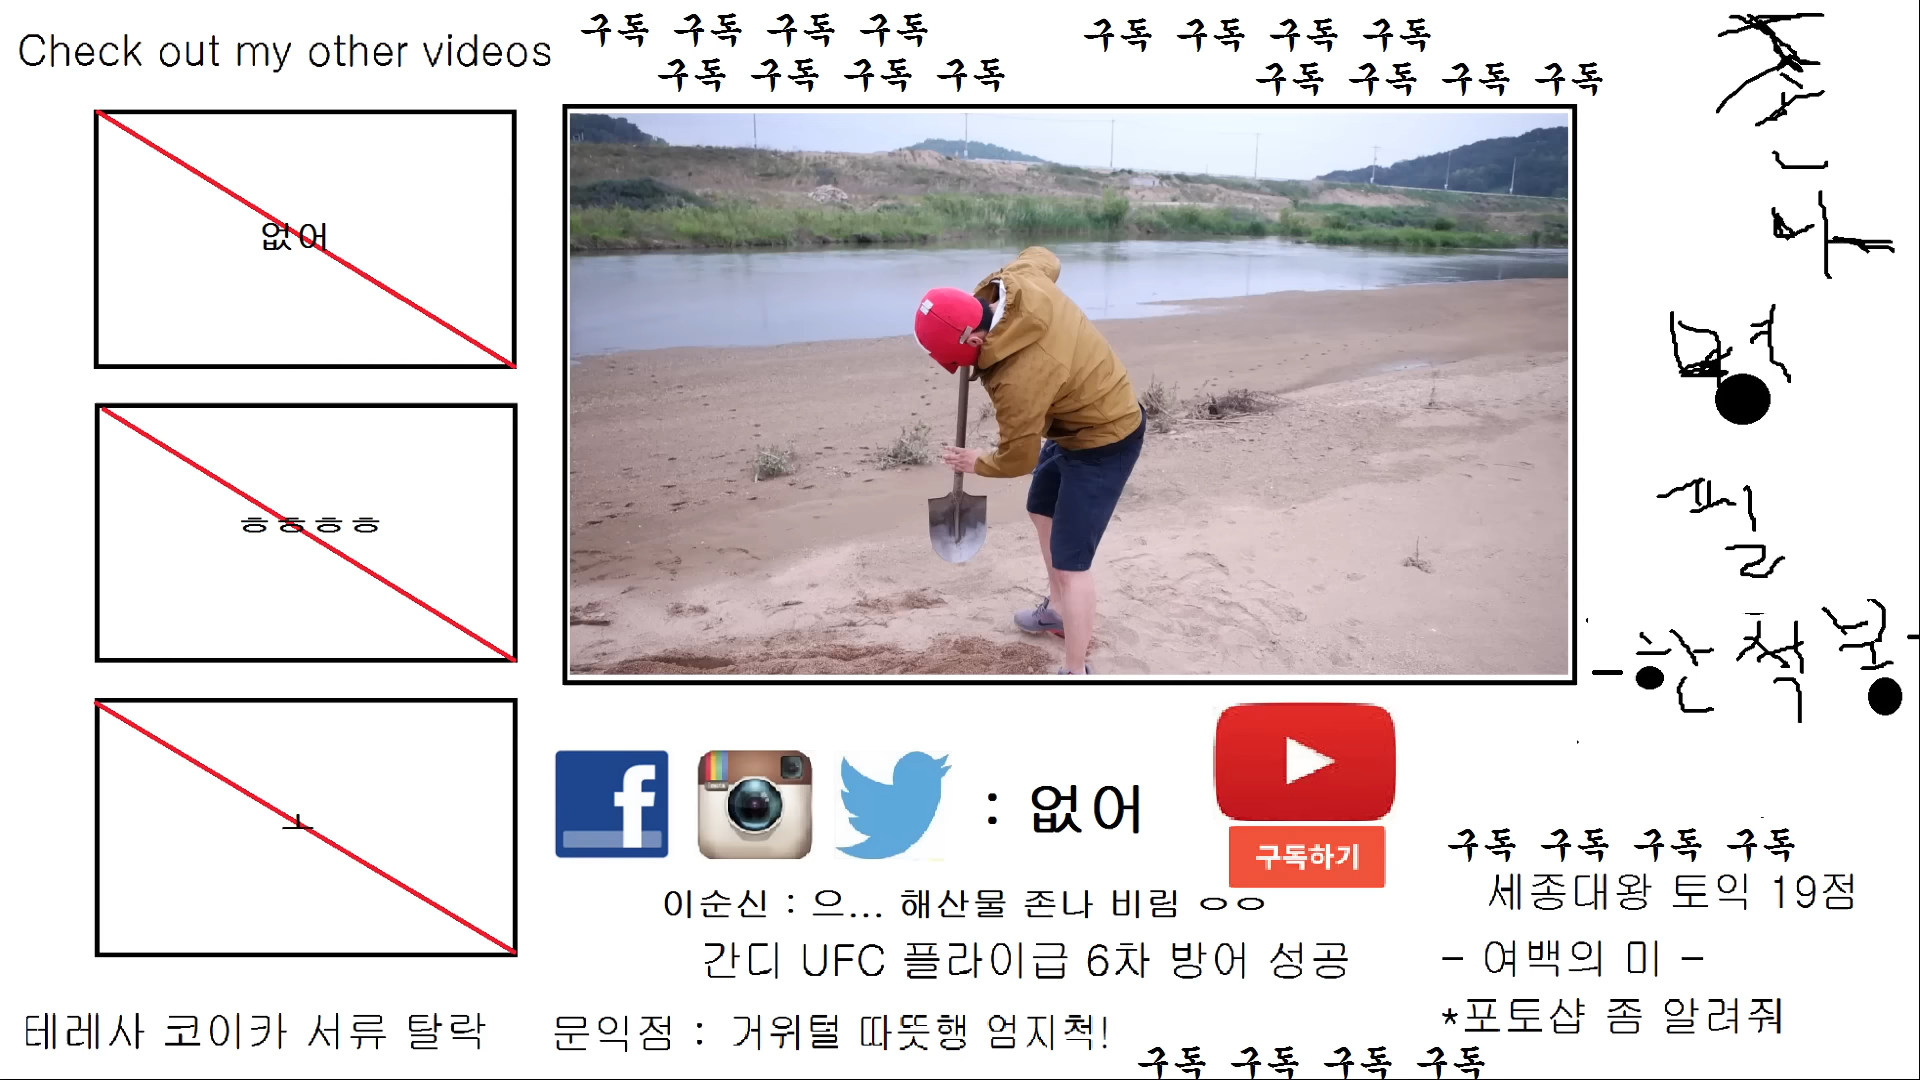 Check out my other videos
구독 구독 구독 구독
구독 구독 구독 구독
구독 구독 구독 구독
구독 구독 구독 구독
없어
ㅎㅎㅎㅎ
ㅗ
: 없어
구독하기
이순신 : 으... 해산물 존나 비림 ㅇㅇ
간디 UFC 플라이급 6차 방어 성공
구독 구독 구독 구독
세종대왕 토익 19점
- 여백의 미 -
*포토샵 좀 알려줘
테레사 코이카 서류 탈락
문익점 : 거위털 따뜻행 엄지척!
구독 구독 구독 구독